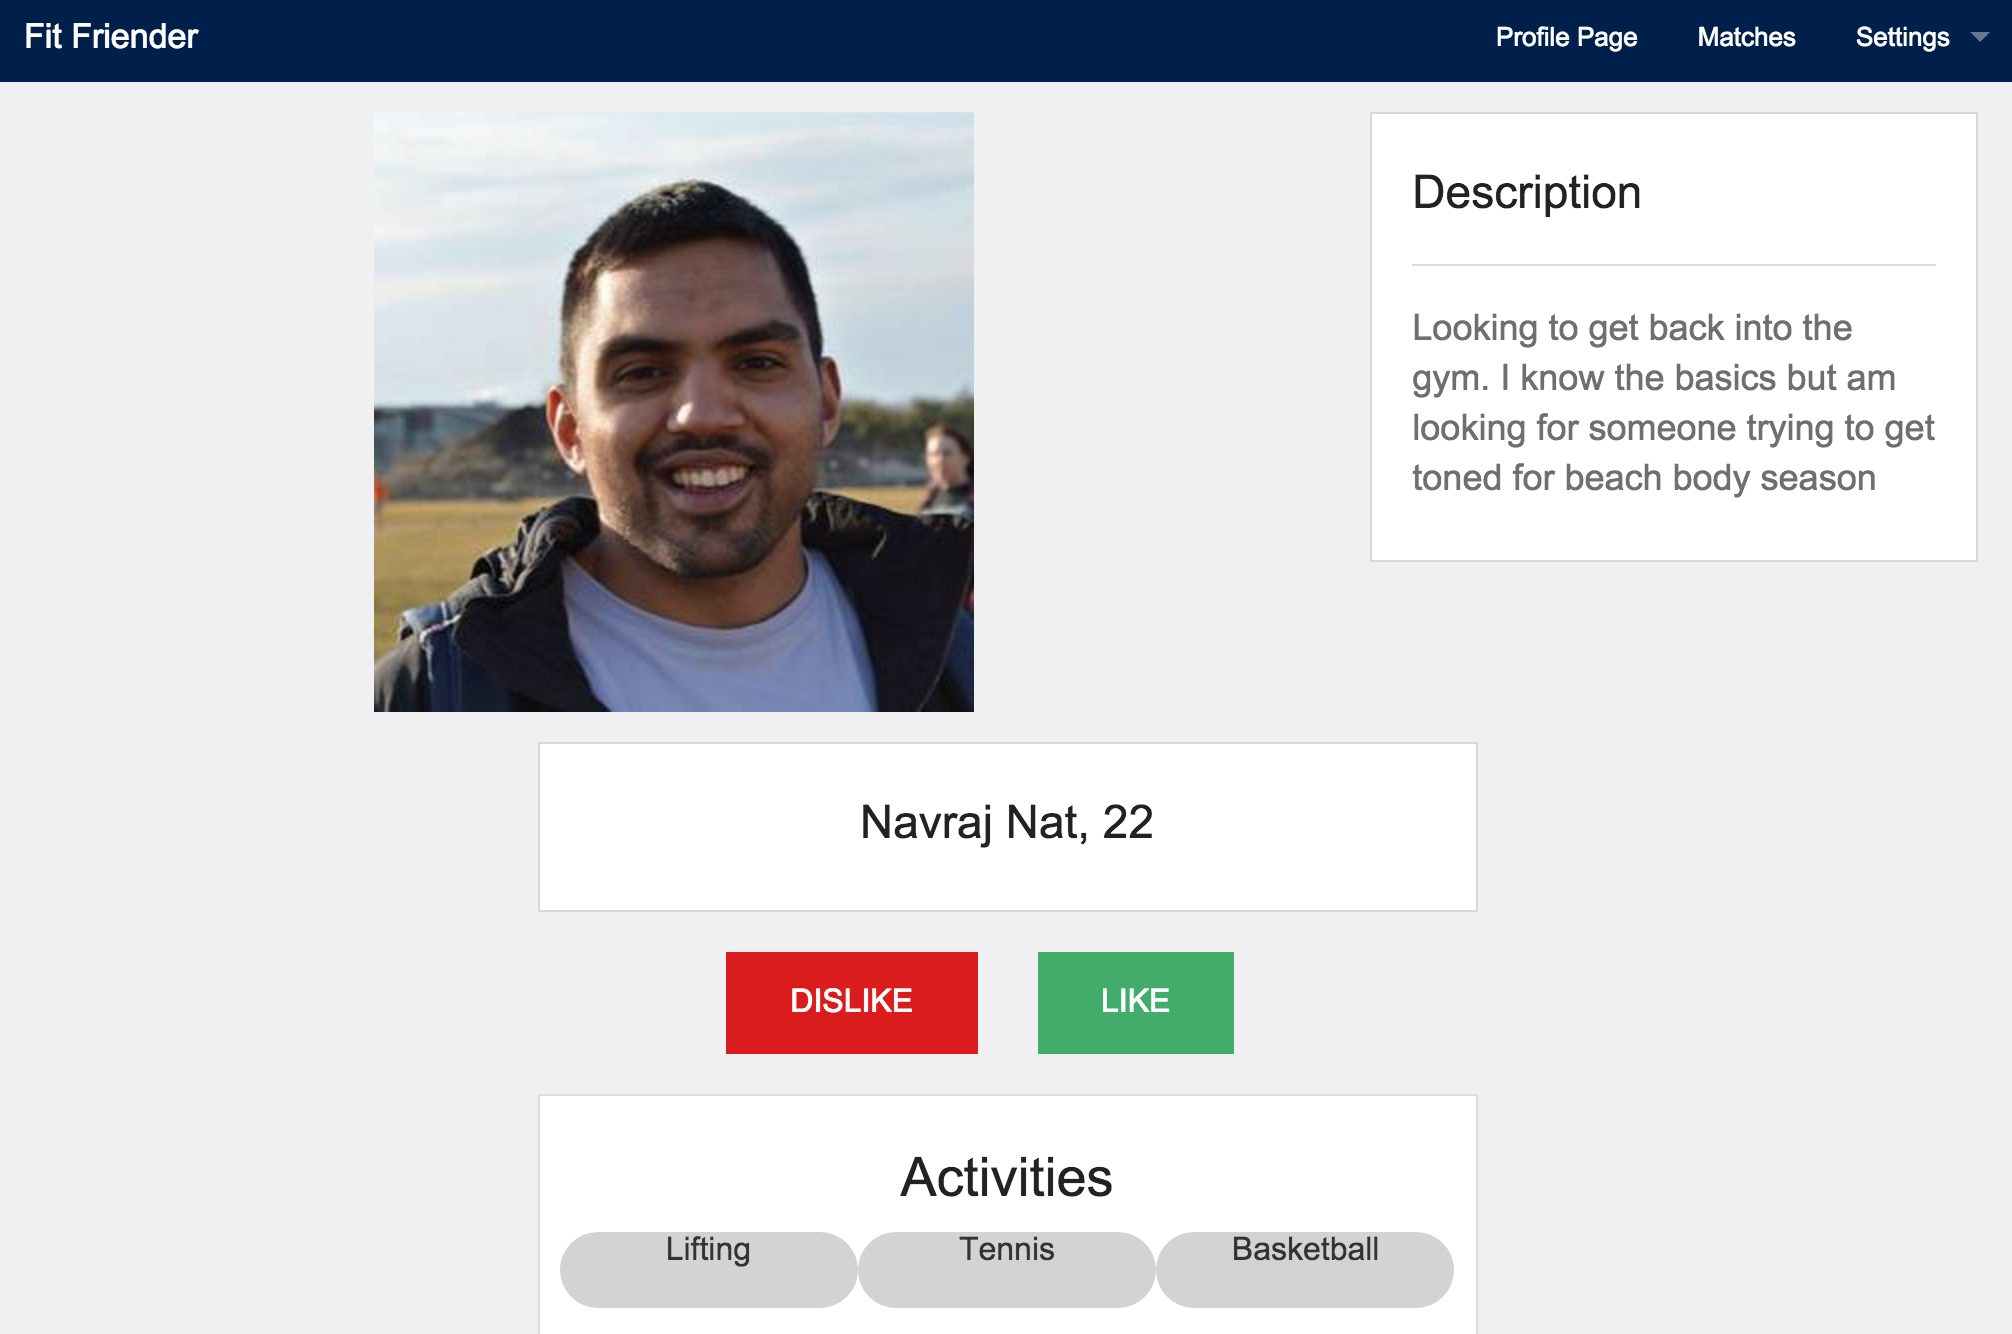 Fit Friender
Profile Page
Matches
Settings
Description
Looking to get back into the
gym. I know the basics but am
looking for someone trying to get
toned for beach body season
Navraj Nat, 22
DISLIKE
LIKE
Activities
Lifting
Tennis
Basketball